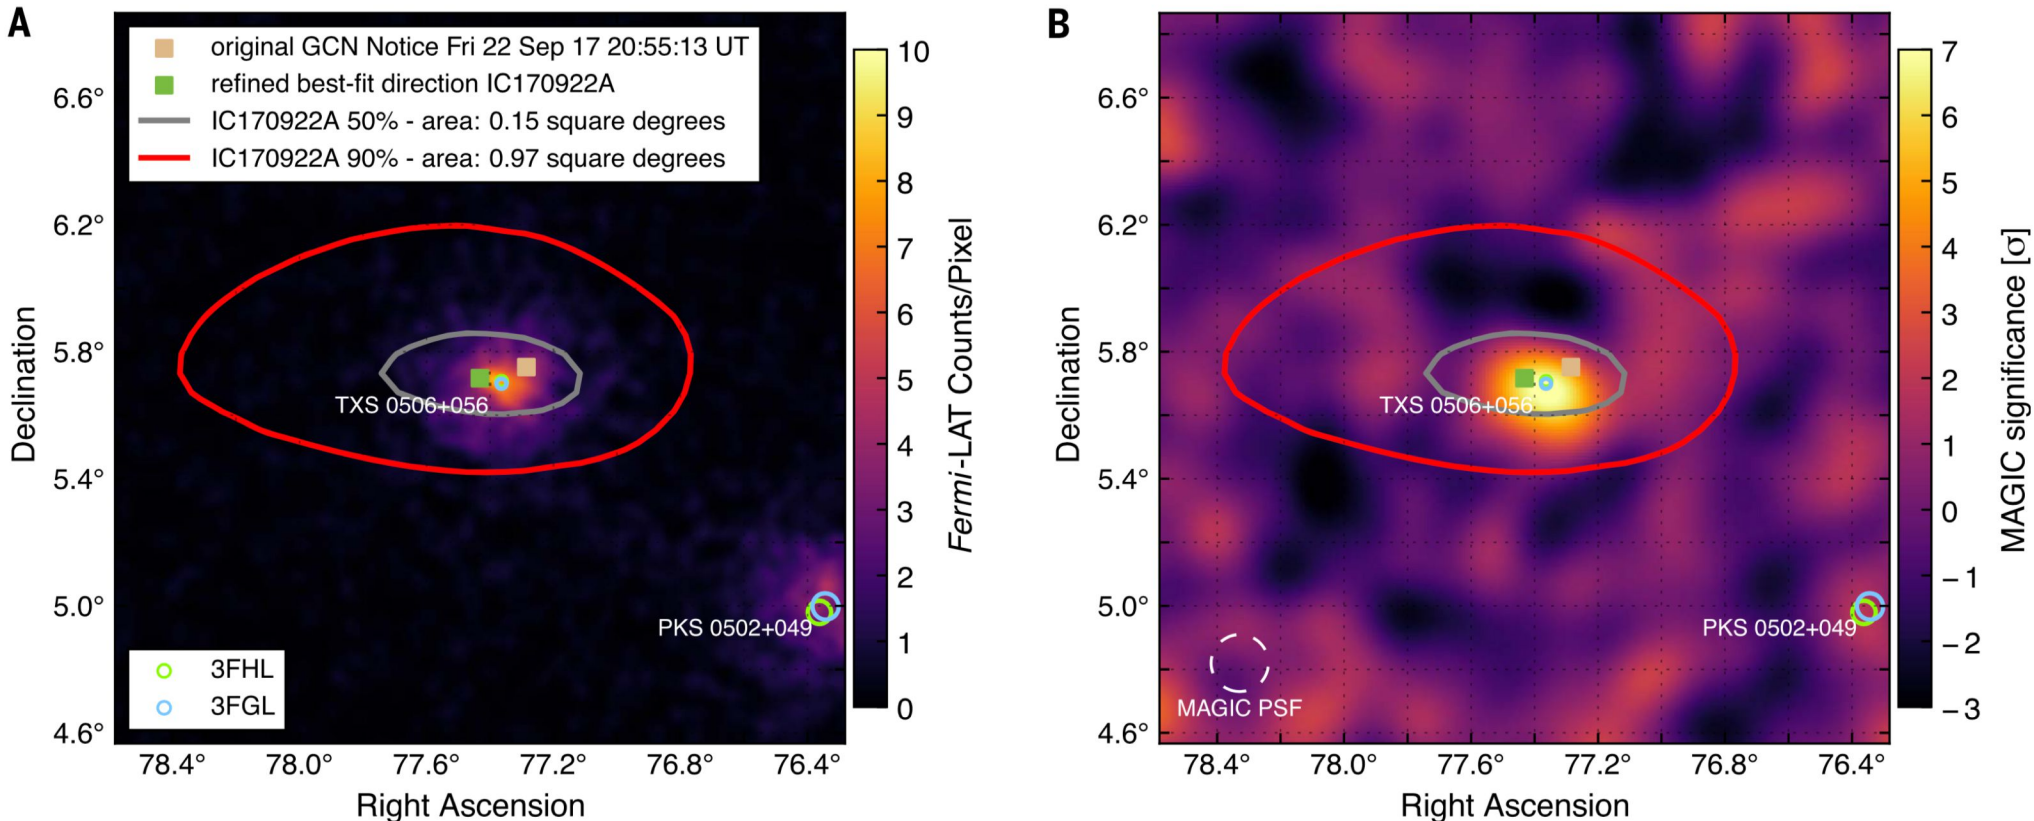 A
original GCN Notice Fri 22 Sep 17 20:55:13 UT
refined best-fit direction IC170922A
IC170922A 50% - area: 0.15 square degrees
IC170922A 90% - area: 0.97 square degrees
6.6°
6.2°
5.8°
5.4°
5.0°
4.6°
Declination
TXS 0506+056
PKS 0502+049
3FHL
3FGL
78.4°
78.0°
77.6°
77.2°
76.8°
76.4°
Right Ascension
10
9
8
7
6
5
4
3
2
1
0
Fermi-LAT Counts/Pixel
B
6.6°
6.2°
5.8°
5.4°
5.0°
4.6°
Declination
TXS 0506+056
PKS 0502+049
MAGIC PSF
78.4°
78.0°
77.6°
77.2°
76.8°
76.4°
Right Ascension
7
6
5
4
3
2
1
0
−1
−2
−3
MAGIC significance [σ]